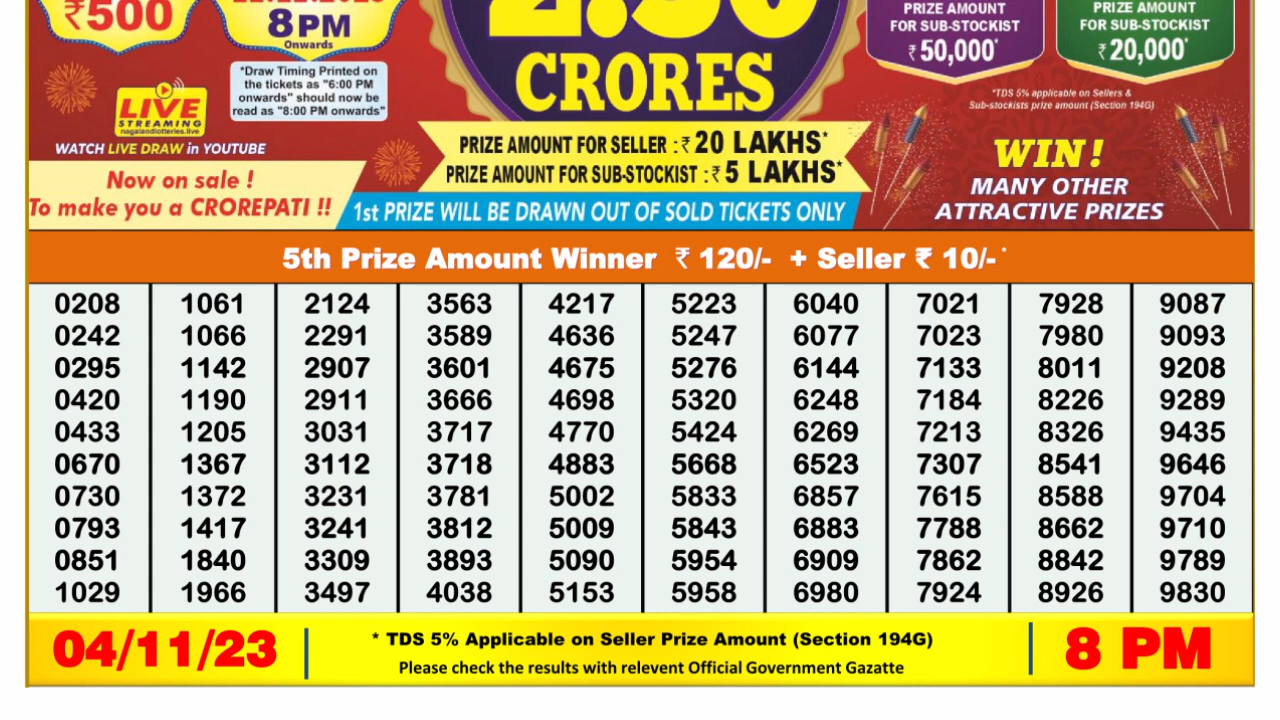 ₹500
8PM
Onwards
*Draw Timing Printed on
the tickets as "6:00 PM
onwards" should now be
read as "8:00 PM onwards"
LIVE
STREAMING
nagalandlotteries.live
WATCH LIVE DRAW in YOUTUBE
Now on sale !
To make you a CROREPATI !!
CRORES
PRIZE AMOUNT FOR SELLER : ₹ 20 LAKHS*
PRIZE AMOUNT FOR SUB-STOCKIST : ₹ 5 LAKHS*
1st PRIZE WILL BE DRAWN OUT OF SOLD TICKETS ONLY
PRIZE AMOUNT
FOR SUB-STOCKIST
₹ 50,000*
PRIZE AMOUNT
FOR SUB-STOCKIST
₹ 20,000*
*TDS 5% applicable on Sellers &
Sub-stockists prize amount (Section 194G)
WIN !
MANY OTHER
ATTRACTIVE PRIZES
5th Prize Amount Winner ₹ 120/- + Seller ₹ 10/- *
0208 1061 2124 3563 4217 5223 6040 7021 7928 9087
0242 1066 2291 3589 4636 5247 6077 7023 7980 9093
0295 1142 2907 3601 4675 5276 6144 7133 8011 9208
0420 1190 2911 3666 4698 5320 6248 7184 8226 9289
0433 1205 3031 3717 4770 5424 6269 7213 8326 9435
0670 1367 3112 3718 4883 5668 6523 7307 8541 9646
0730 1372 3231 3781 5002 5833 6857 7615 8588 9704
0793 1417 3241 3812 5009 5843 6883 7788 8662 9710
0851 1840 3309 3893 5090 5954 6909 7862 8842 9789
1029 1966 3497 4038 5153 5958 6980 7924 8926 9830
04/11/23
* TDS 5% Applicable on Seller Prize Amount (Section 194G)
Please check the results with relevent Official Government Gazatte
8 PM